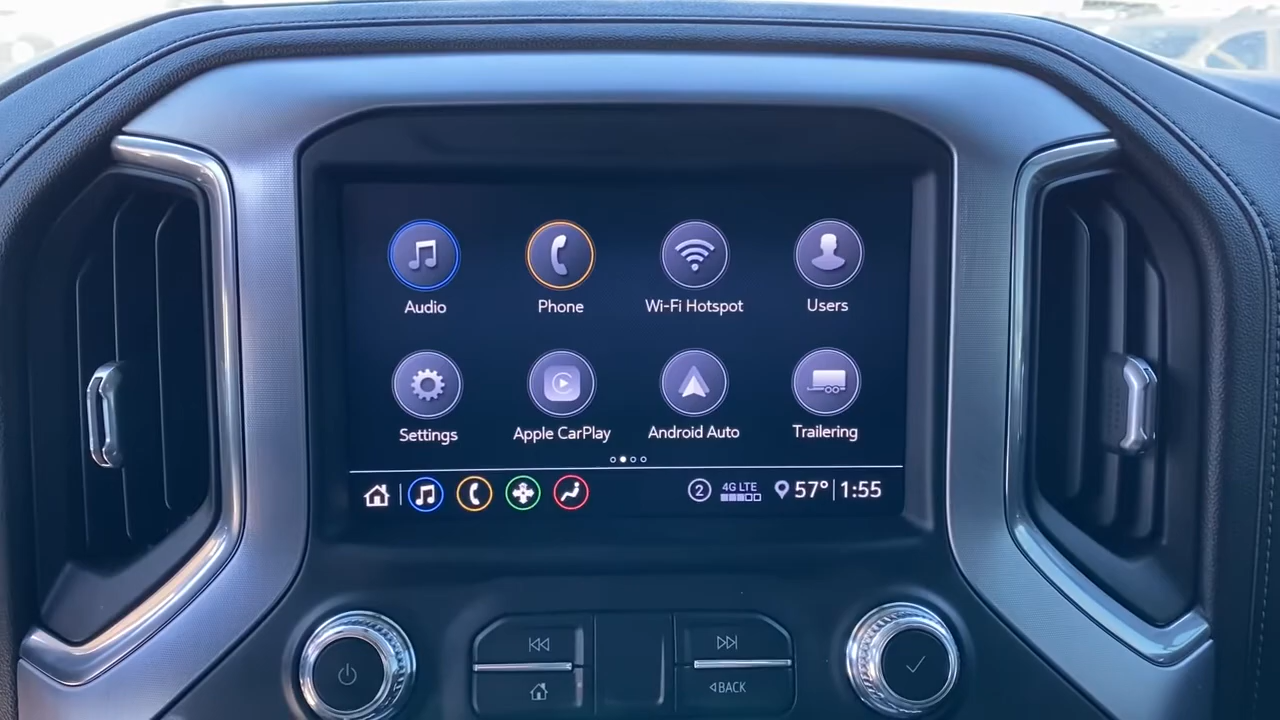 Audio Phone Wi-Fi Hotspot Users
Settings Apple CarPlay Android Auto Trailering
2 4G LTE 57° 1:55
BACK